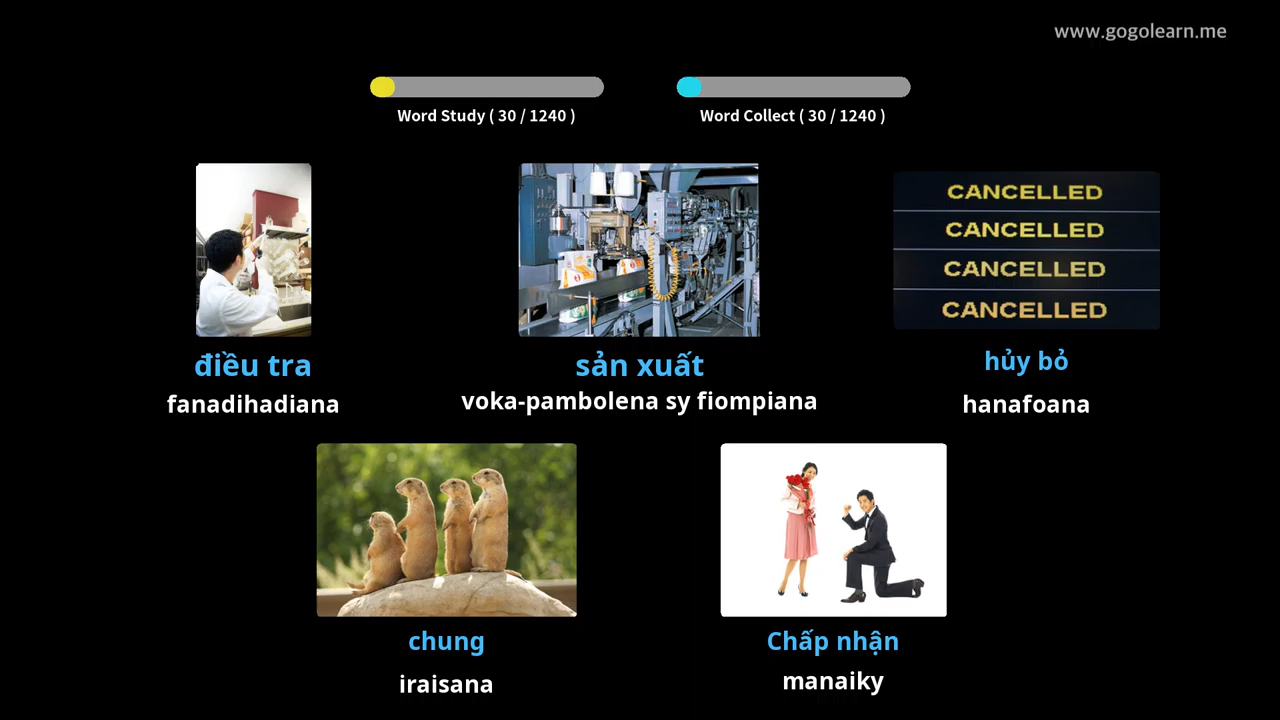 www.gogolearn.me
Word Study ( 30 / 1240 )
Word Collect ( 30 / 1240 )
CANCELLED
CANCELLED
CANCELLED
CANCELLED
điều tra
fanadihadiana
sản xuất
voka-pambolena sy fiompiana
hủy bỏ
hanafoana
chung
iraisana
Chấp nhận
manaiky